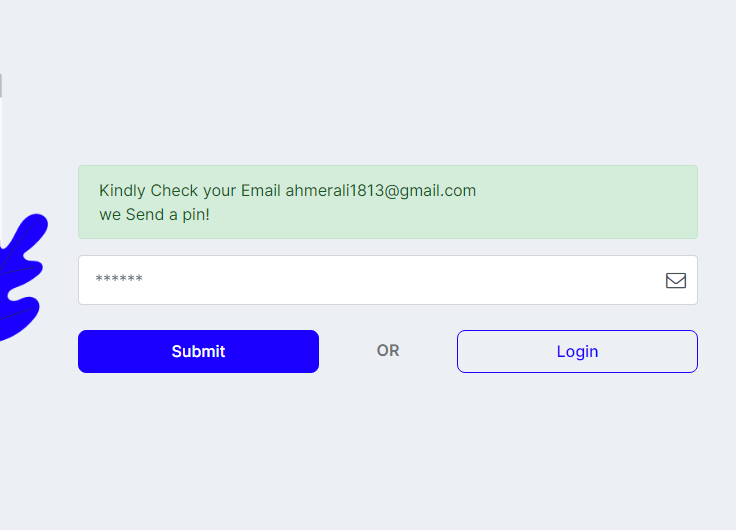 Kindly Check your Email ahmerali1813@gmail.com
we Send a pin!
******
Submit
OR
Login